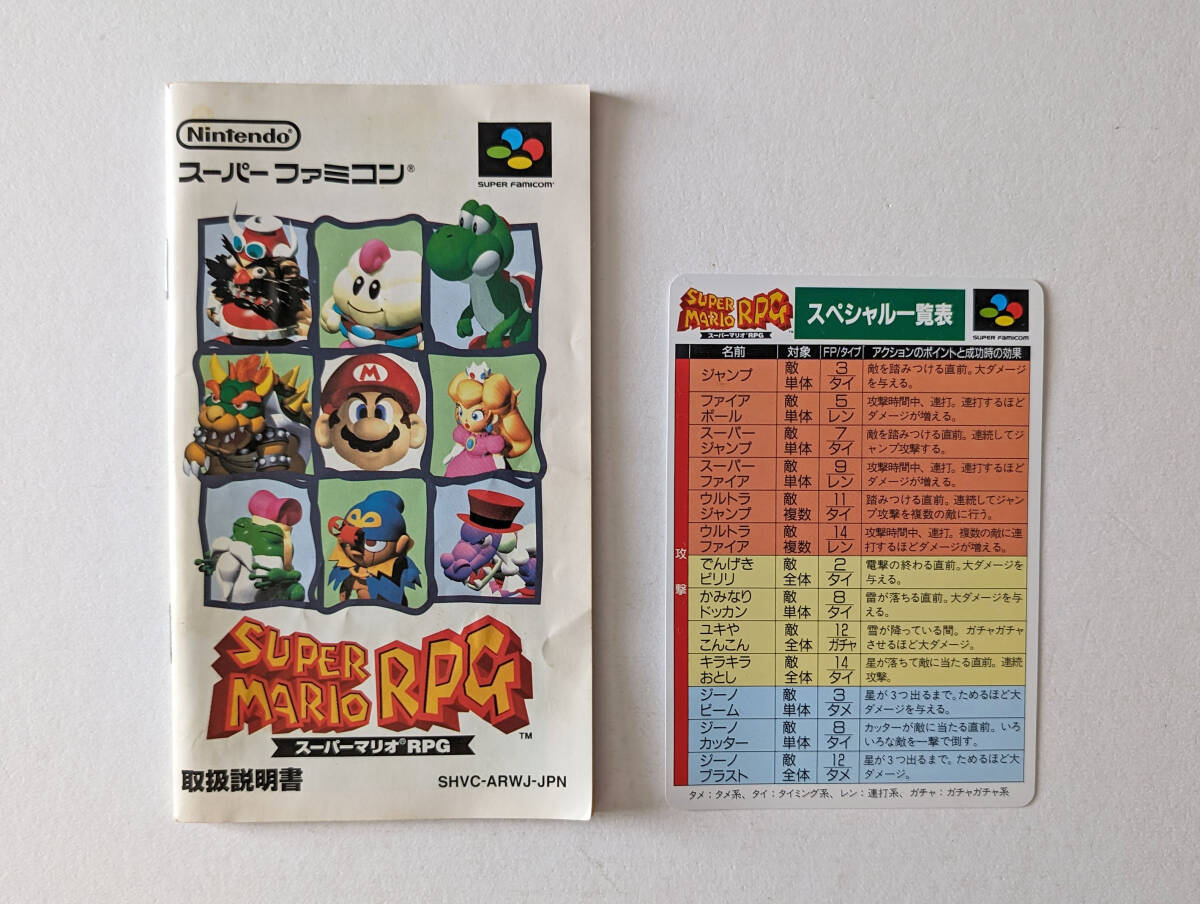 Nintendo®
スーパーファミコン®
SUPER FAMICOM
M
SUPER
MARIO RPG™
スーパーマリオ®RPG
取扱説明書
SHVC-ARWJ-JPN
SUPER
MARIO RPG™
スーパーマリオ®RPG
スペシャル一覧表
SUPER FAMICOM
名前 対象 FP/タイプ アクションのポイントと成功時の効果
攻撃
ジャンプ 敵単体 3/タイ 敵を踏みつける直前。大ダメージ
を与える。
ファイア 敵 5 攻撃時間中、連打。連打するほど
ボール 単体 レン ダメージが増える。
スーパー 敵 7 敵を踏みつける直前。連続してジ
ジャンプ 単体 タイ ャンプ攻撃する。
スーパー 敵 9 攻撃時間中、連打。連打するほど
ファイア 単体 レン ダメージが増える。
ウルトラ 敵 11 踏みつける直前。連続してジャン
ジャンプ 複数 タイ プ攻撃を複数の敵に行う。
ウルトラ 敵 14 攻撃時間中、連打。複数の敵に連
ファイア 複数 レン 打するほどダメージが増える。
でんげき 敵 2 電撃の終わる直前。大ダメージを
ビリリ 全体 タイ 与える。
かみなり 敵 8 雷が落ちる直前。大ダメージを与
ドッカン 単体 タイ える。
ユキや 敵 12 雪が降っている間。ガチャガチャ
こんこん 全体 ガチャ させるほど大ダメージ。
キラキラ 敵 14 星が落ちて敵に当たる直前。連続
おとし 全体 タイ 攻撃。
ジーノ 敵 3 星が3つ出るまで。ためるほど大
ビーム 単体 タメ ダメージを与える。
ジーノ 敵 8 カッターが敵に当たる直前。いろ
カッター 単体 タイ いろな敵を一撃で倒す。
ジーノ 敵 12 星が3つ出るまで。ためるほど大
ブラスト 全体 タメ ダメージ。
タメ：タメ系、タイ：タイミング系、レン：連打系、ガチャ：ガチャガチャ系